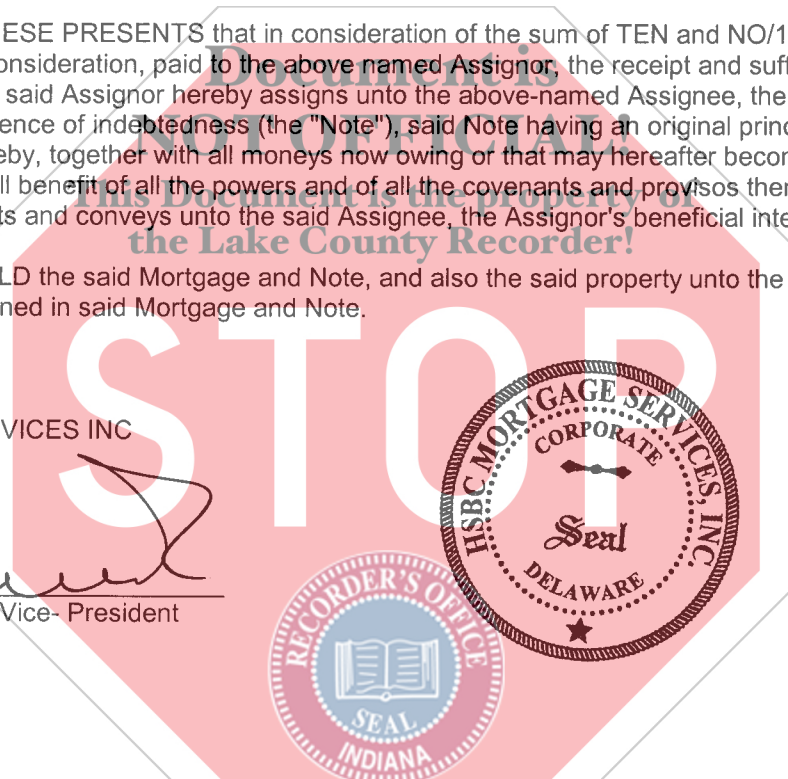 ESE PRESENTS that in consideration of the sum of TEN and NO/1
onsideration, paid to the above named Assignor, the receipt and suff
said Assignor hereby assigns unto the above-named Assignee, the
ence of indebtedness (the "Note"), said Note having an original princ
eby, together with all moneys now owing or that may hereafter becom
ll benefit of all the powers and of all the covenants and provisos ther
ts and conveys unto the said Assignee, the Assignor's beneficial inte
Document is
NOT OFFICIAL!
This Document is the property of
the Lake County Recorder!
LD the said Mortgage and Note, and also the said property unto the
ned in said Mortgage and Note.
STOP
VICES INC
Vice- President
HSBC MORTGAGE SERVICES, INC.
CORPORATE
Seal
DELAWARE
RECORDER'S OFFICE
SEAL
INDIANA